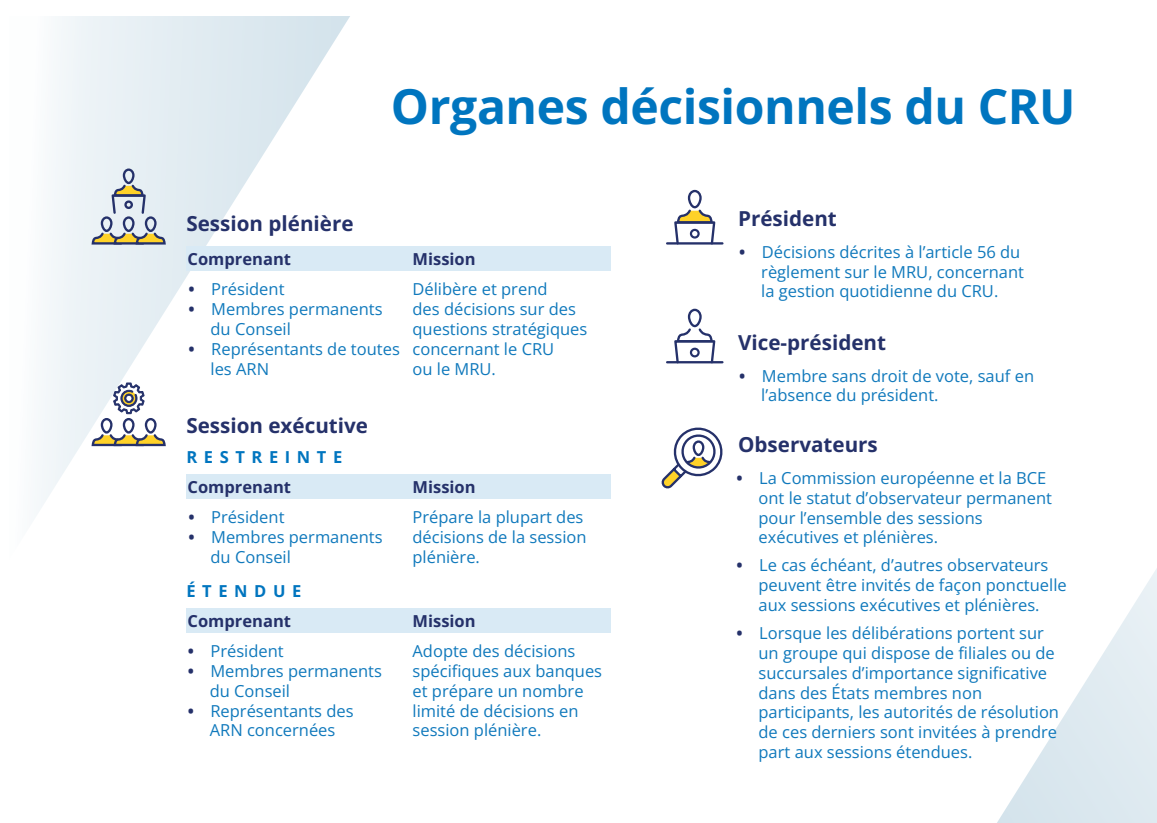 Organes décisionnels du CRU
Session plénière
Comprenant Mission
• Président
• Membres permanents
du Conseil
• Représentants de toutes
les ARN
Délibère et prend
des décisions sur des
questions stratégiques
concernant le CRU
ou le MRU.
Session exécutive
RESTREINTE
Comprenant Mission
• Président
• Membres permanents
du Conseil
Prépare la plupart des
décisions de la session
plénière.
ÉTENDUE
Comprenant Mission
• Président
• Membres permanents
du Conseil
• Représentants des
ARN concernées
Adopte des décisions
spécifiques aux banques
et prépare un nombre
limité de décisions en
session plénière.
Président
• Décisions décrites à l’article 56 du
règlement sur le MRU, concernant
la gestion quotidienne du CRU.
Vice-président
• Membre sans droit de vote, sauf en
l’absence du président.
Observateurs
• La Commission européenne et la BCE
ont le statut d’observateur permanent
pour l’ensemble des sessions
exécutives et plénières.
• Le cas échéant, d’autres observateurs
peuvent être invités de façon ponctuelle
aux sessions exécutives et plénières.
• Lorsque les délibérations portent sur
un groupe qui dispose de filiales ou de
succursales d’importance significative
dans des États membres non
participants, les autorités de résolution
de ces derniers sont invitées à prendre
part aux sessions étendues.